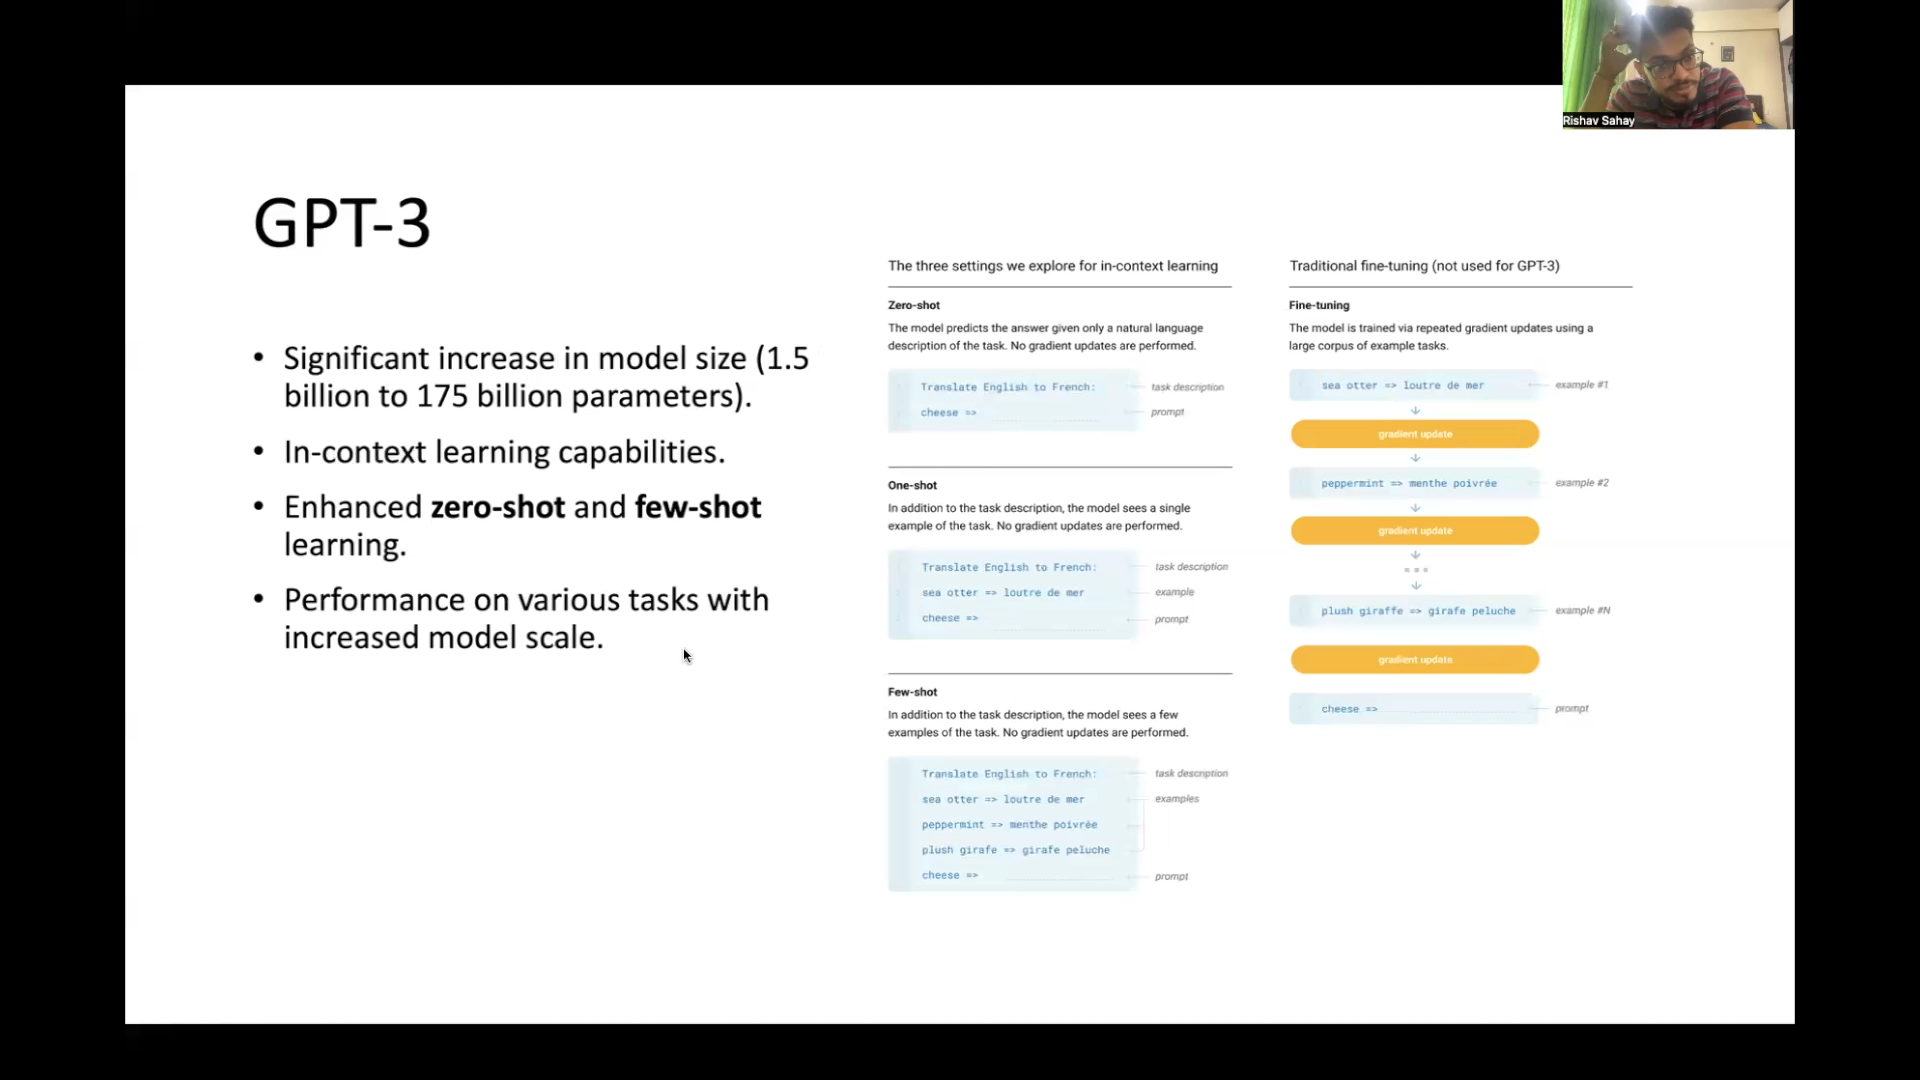 Rishav Sahay
GPT-3
• Significant increase in model size (1.5
billion to 175 billion parameters).
• In-context learning capabilities.
• Enhanced zero-shot and few-shot
learning.
• Performance on various tasks with
increased model scale.
The three settings we explore for in-context learning
Zero-shot
The model predicts the answer given only a natural language
description of the task. No gradient updates are performed.
Translate English to French: task description
cheese => prompt
One-shot
In addition to the task description, the model sees a single
example of the task. No gradient updates are performed.
Translate English to French: task description
sea otter => loutre de mer example
cheese => prompt
Few-shot
In addition to the task description, the model sees a few
examples of the task. No gradient updates are performed.
Translate English to French: task description
sea otter => loutre de mer examples
peppermint => menthe poivrée
plush girafe => girafe peluche
cheese => prompt
Traditional fine-tuning (not used for GPT-3)
Fine-tuning
The model is trained via repeated gradient updates using a
large corpus of example tasks.
sea otter => loutre de mer example #1
gradient update
peppermint => menthe poivrée example #2
gradient update
plush giraffe => girafe peluche example #N
gradient update
cheese => prompt